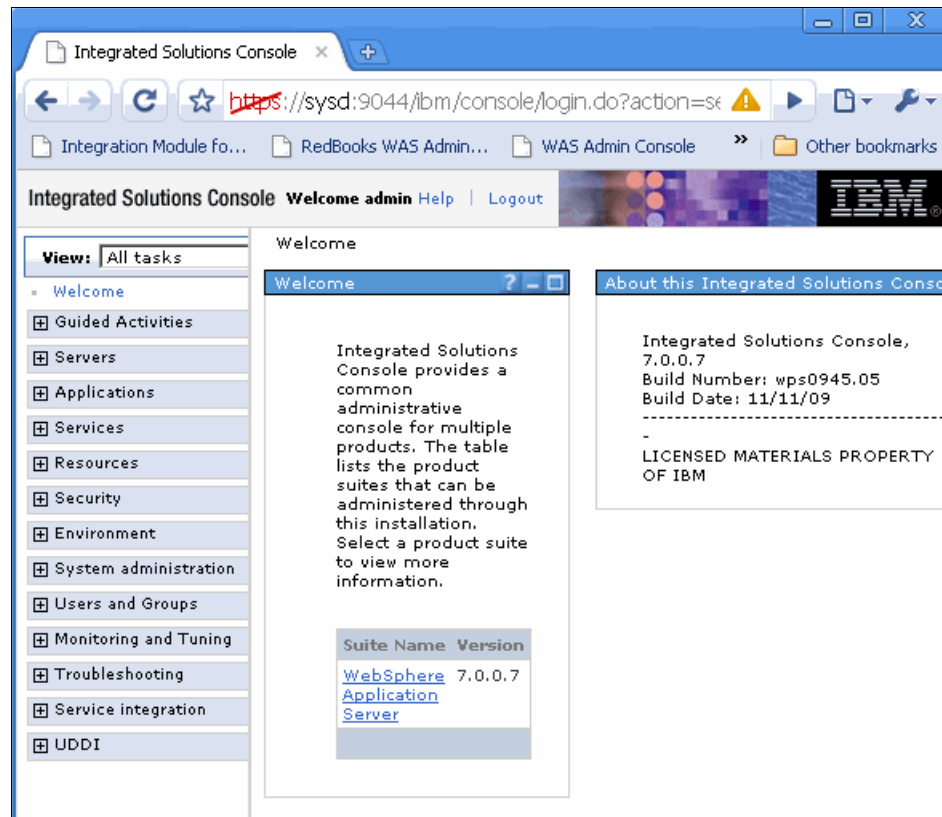 Integrated Solutions Console
https://sysd:9044/ibm/console/login.do?action=se
Integration Module fo...
RedBooks WAS Admin...
WAS Admin Console
»
Other bookmarks
Integrated Solutions Console Welcome admin Help | Logout
IBM®
View: All tasks
Welcome
Guided Activities
Servers
Applications
Services
Resources
Security
Environment
System administration
Users and Groups
Monitoring and Tuning
Troubleshooting
Service integration
UDDI
Welcome
Welcome ?
Integrated Solutions
Console provides a
common
administrative
console for multiple
products. The table
lists the product
suites that can be
administered through
this installation.
Select a product suite
to view more
information.
Suite Name Version
WebSphere 7.0.0.7
Application
Server
About this Integrated Solutions Conso
Integrated Solutions Console,
7.0.0.7
Build Number: wps0945.05
Build Date: 11/11/09
----------------------------------------
-
LICENSED MATERIALS PROPERTY
OF IBM